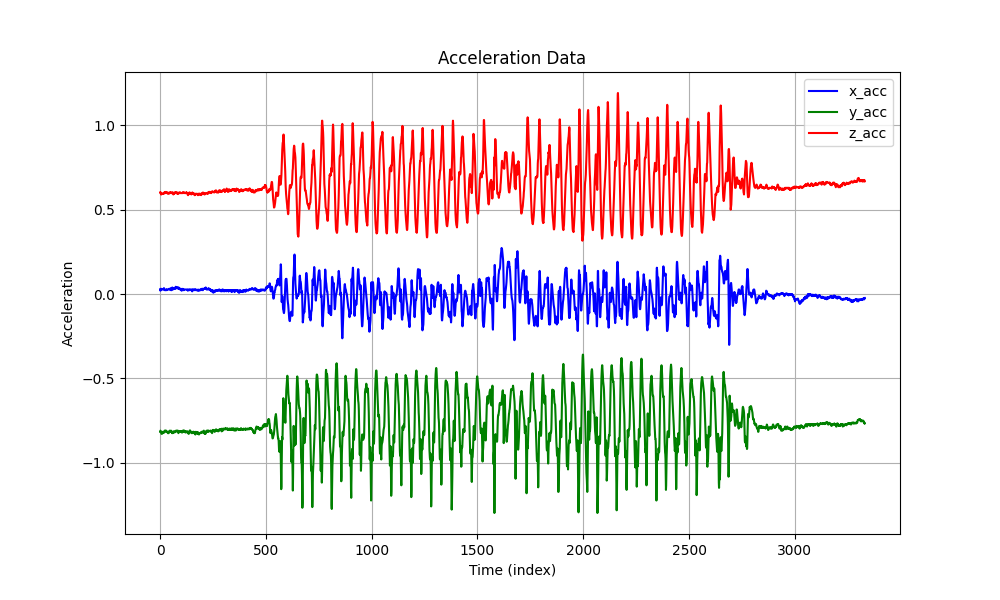 Acceleration Data
x_acc
y_acc
z_acc
1.0
0.5
0.0
−0.5
−1.0
Acceleration
0 500 1000 1500 2000 2500 3000
Time (index)